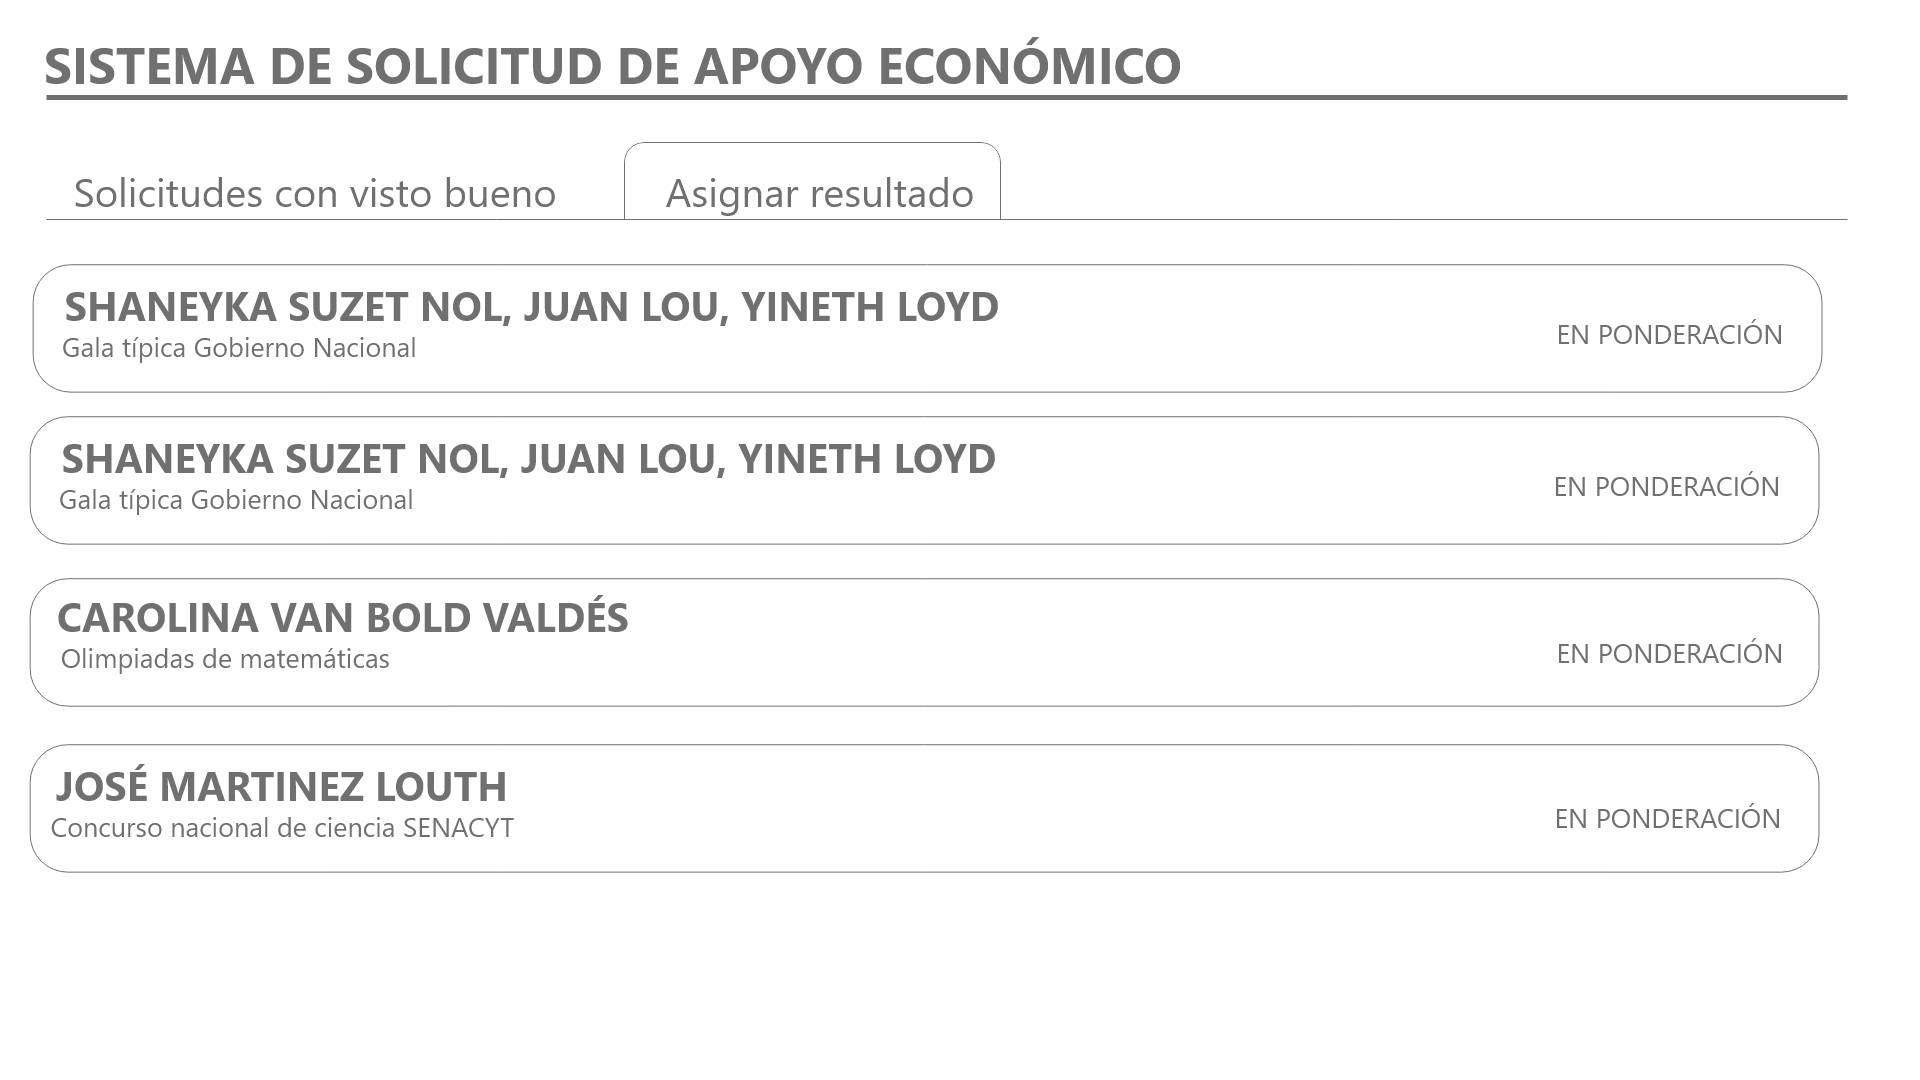 SISTEMA DE SOLICITUD DE APOYO ECONÓMICO
Solicitudes con visto bueno
Asignar resultado
SHANEYKA SUZET NOL, JUAN LOU, YINETH LOYD
Gala típica Gobierno Nacional
EN PONDERACIÓN
SHANEYKA SUZET NOL, JUAN LOU, YINETH LOYD
Gala típica Gobierno Nacional
EN PONDERACIÓN
CAROLINA VAN BOLD VALDÉS
Olimpiadas de matemáticas
EN PONDERACIÓN
JOSÉ MARTINEZ LOUTH
Concurso nacional de ciencia SENACYT
EN PONDERACIÓN